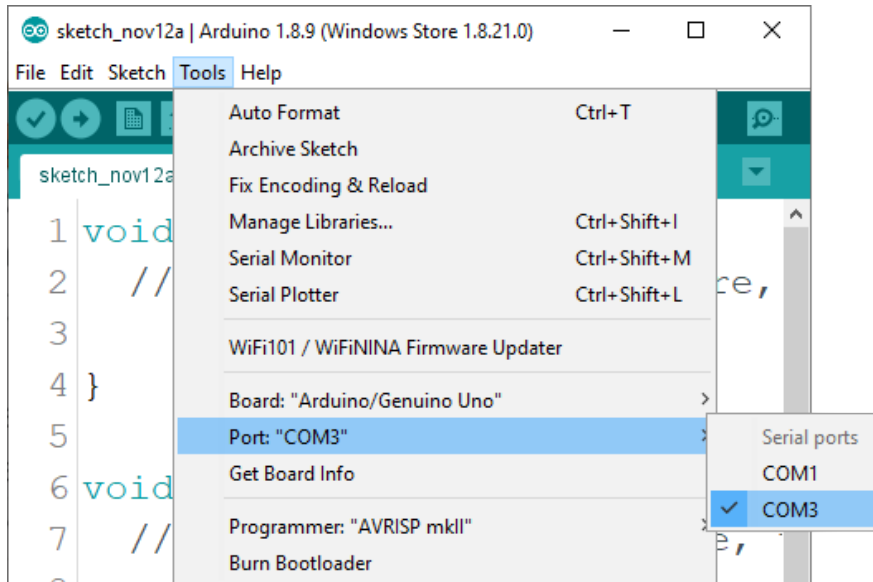 sketch_nov12a | Arduino 1.8.9 (Windows Store 1.8.21.0)
File Edit Sketch Tools Help
Auto Format Ctrl+T
Archive Sketch
sketch_nov12a
Fix Encoding & Reload
Manage Libraries... Ctrl+Shift+I
Serial Monitor Ctrl+Shift+M
Serial Plotter Ctrl+Shift+L
WiFi101 / WiFiNINA Firmware Updater
Board: "Arduino/Genuino Uno"
Port: "COM3"
Get Board Info
Programmer: "AVRISP mkII"
Burn Bootloader
Serial ports
COM1
COM3
1 void
2 // re,
3
4 }
5
6 void
7 // e,